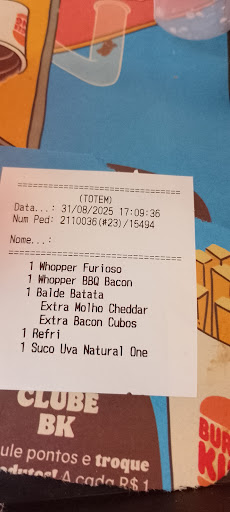 BK
============================
(TOTEM)
Data...: 31/08/2025 17:09:36
Num Ped: 2110036(#23)/15494
Nome...:
============================
1 Whopper Furioso
1 Whopper BBQ Bacon
1 Balde Batata
Extra Molho Cheddar
Extra Bacon Cubos
1 Refri
1 Suco Uva Natural One
CLUBE
BK
ule pontos e troque
A cada R$ 1
BUR
KI